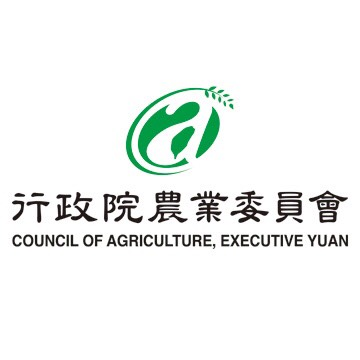 行政院農業委員會
COUNCIL OF AGRICULTURE, EXECUTIVE YUAN